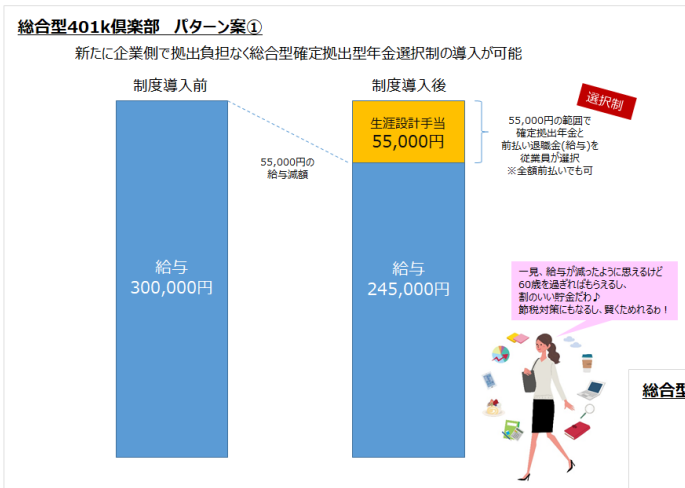 総合型401k倶楽部 パターン案①
新たに企業側で拠出負担なく総合型確定拠出型年金選択制の導入が可能
制度導入前
制度導入後
選択制
生涯設計手当
55,000円
55,000円の範囲で
確定拠出年金と
前払い退職金(給与)を
従業員が選択
※全額前払いでも可
55,000円の
給与減額
給与
300,000円
給与
245,000円
一見、給与が減ったように思えるけど
60歳を過ぎればもらえるし、
割のいい貯金だわ♪
節税対策にもなるし、賢くためれるわ！
総合型